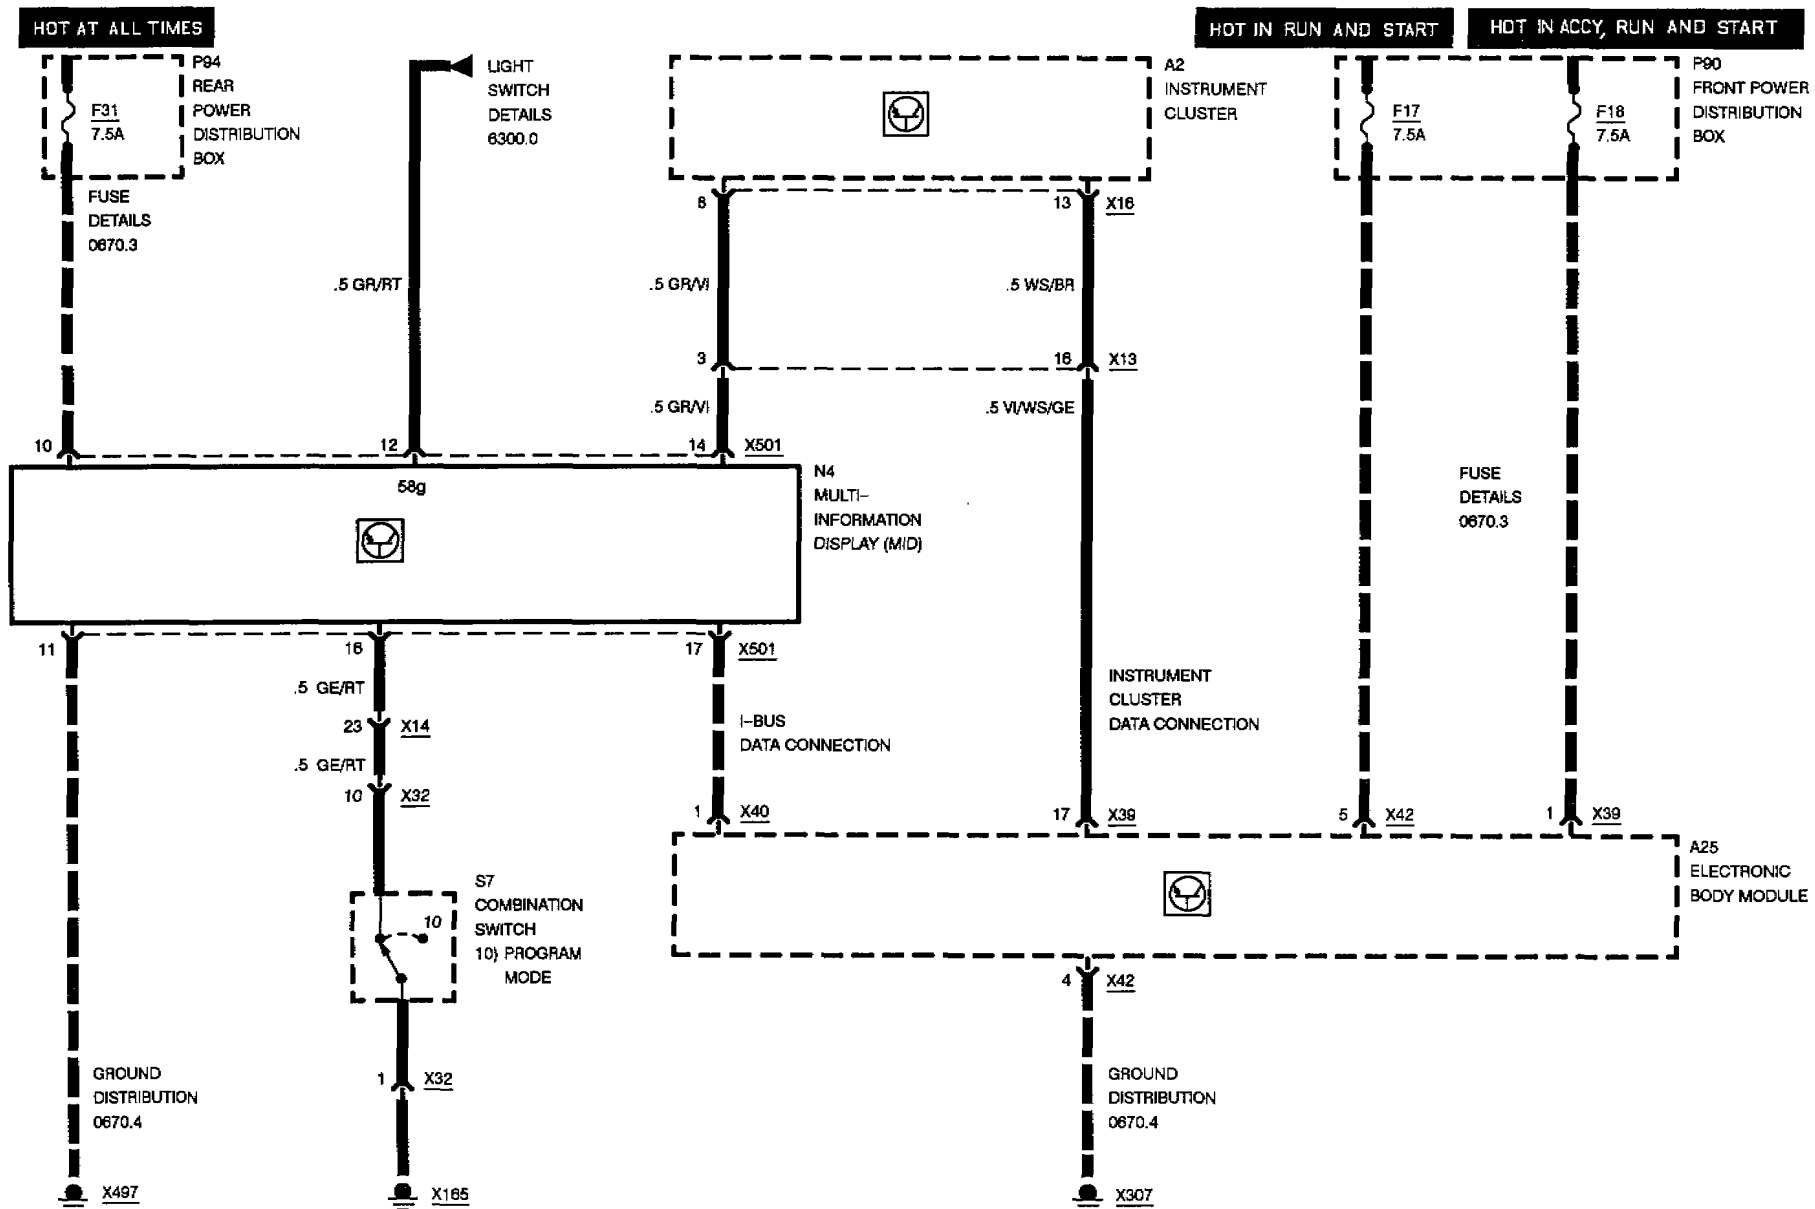 HOT AT ALL TIMES
HOT IN RUN AND START
HOT IN ACCY, RUN AND START
P94
REAR
POWER
DISTRIBUTION
BOX
F31
7.5A
FUSE
DETAILS
0670.3
LIGHT
SWITCH
DETAILS
6300.0
A2
INSTRUMENT
CLUSTER
F17
7.5A
F18
7.5A
P90
FRONT POWER
DISTRIBUTION
BOX
6
13
X16
.5 GR/RT
.5 GR/VI
.5 WS/BR
3
16
X13
.5 GR/VI
.5 VI/WS/GE
10
12
14
X501
58g
N4
MULTI-
INFORMATION
DISPLAY (MID)
FUSE
DETAILS
0670.3
11
16
17
X501
.5 GE/RT
23
X14
.5 GE/RT
10
X32
I-BUS
DATA CONNECTION
INSTRUMENT
CLUSTER
DATA CONNECTION
1
X40
17
X39
5
X42
1
X39
A25
ELECTRONIC
BODY MODULE
S7
COMBINATION
SWITCH
10) PROGRAM
MODE
10
4
X42
1
X32
GROUND
DISTRIBUTION
0670.4
GROUND
DISTRIBUTION
0670.4
X497
X165
X307